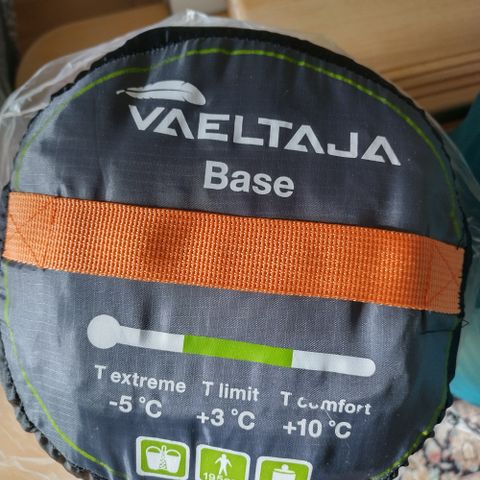 VAELTAJA
Base
T extreme T limit T comfort
-5 °C +3 °C +10 °C